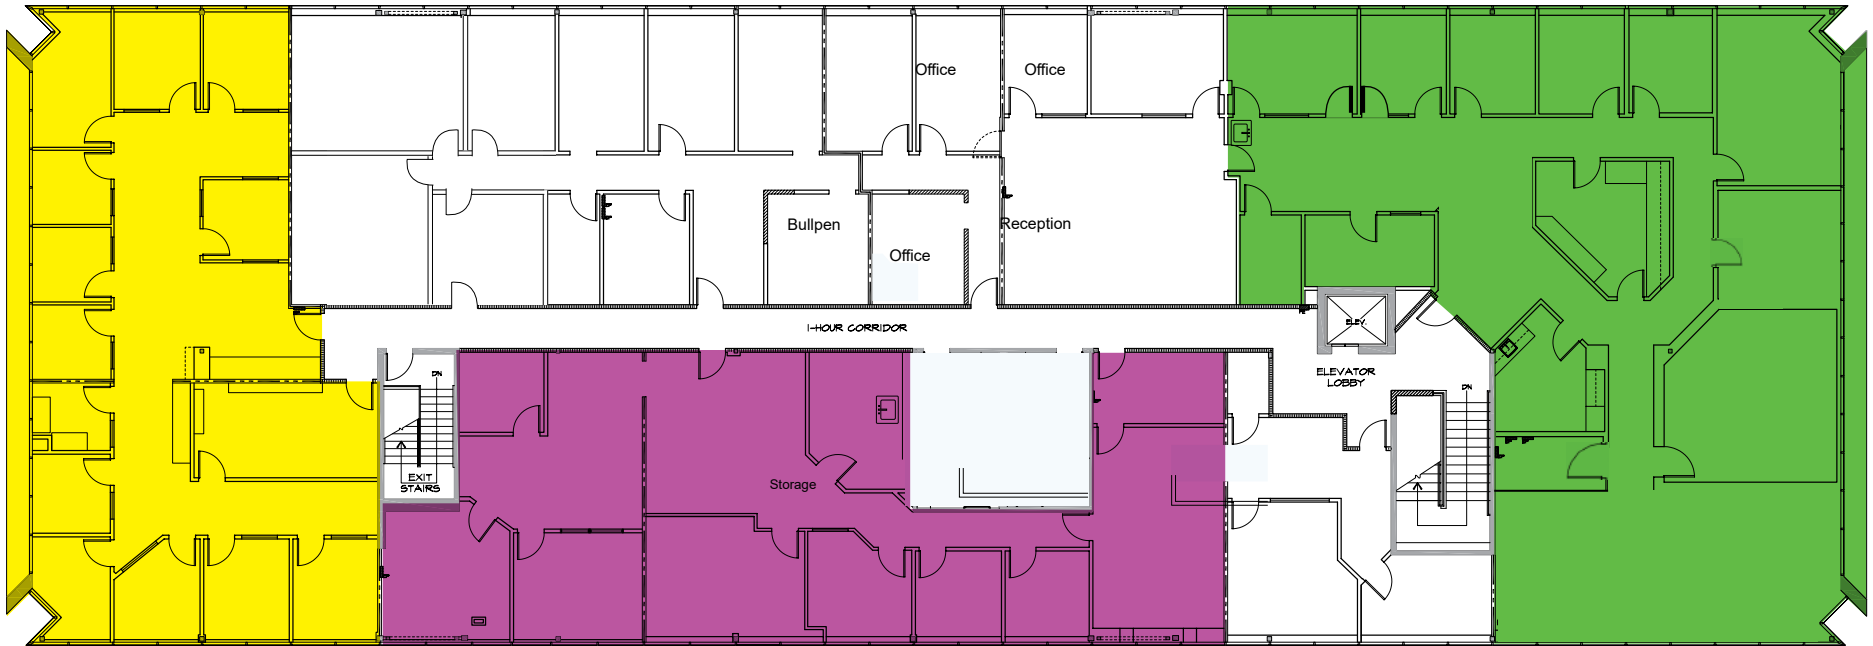 Office
Office
Bullpen
Reception
Office
1-HOUR CORRIDOR
ELEV.
ELEVATOR
LOBBY
DN
DN
EXIT
STAIRS
Storage